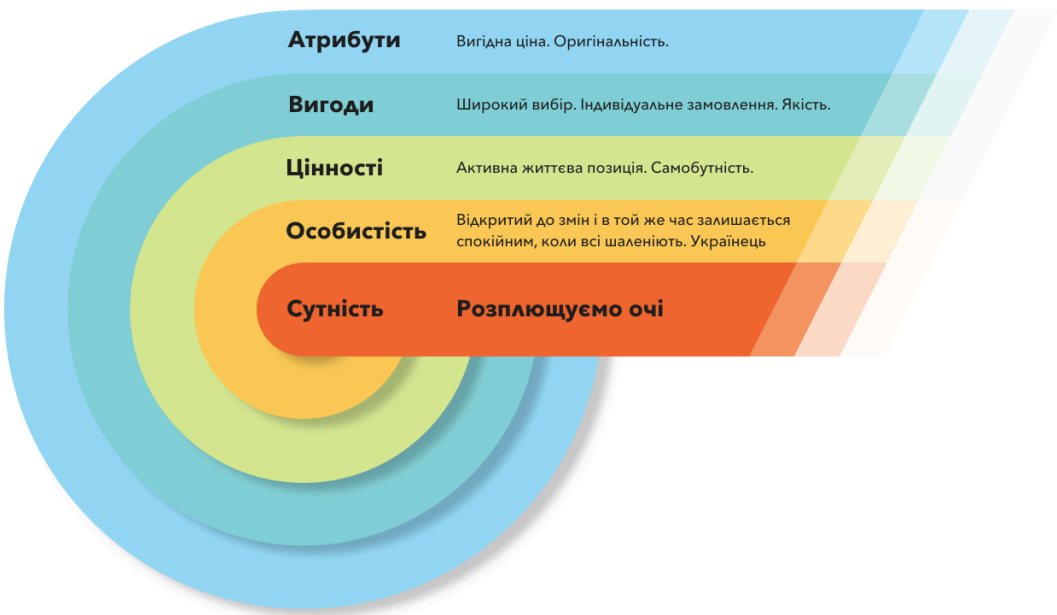 Атрибути
Вигідна ціна. Оригінальність.
Вигоди
Широкий вибір. Індивідуальне замовлення. Якість.
Цінності
Активна життєва позиція. Самобутність.
Особистість
Відкритий до змін і в той же час залишається
спокійним, коли всі шаленіють. Українець
Сутність
Розплющуємо очі